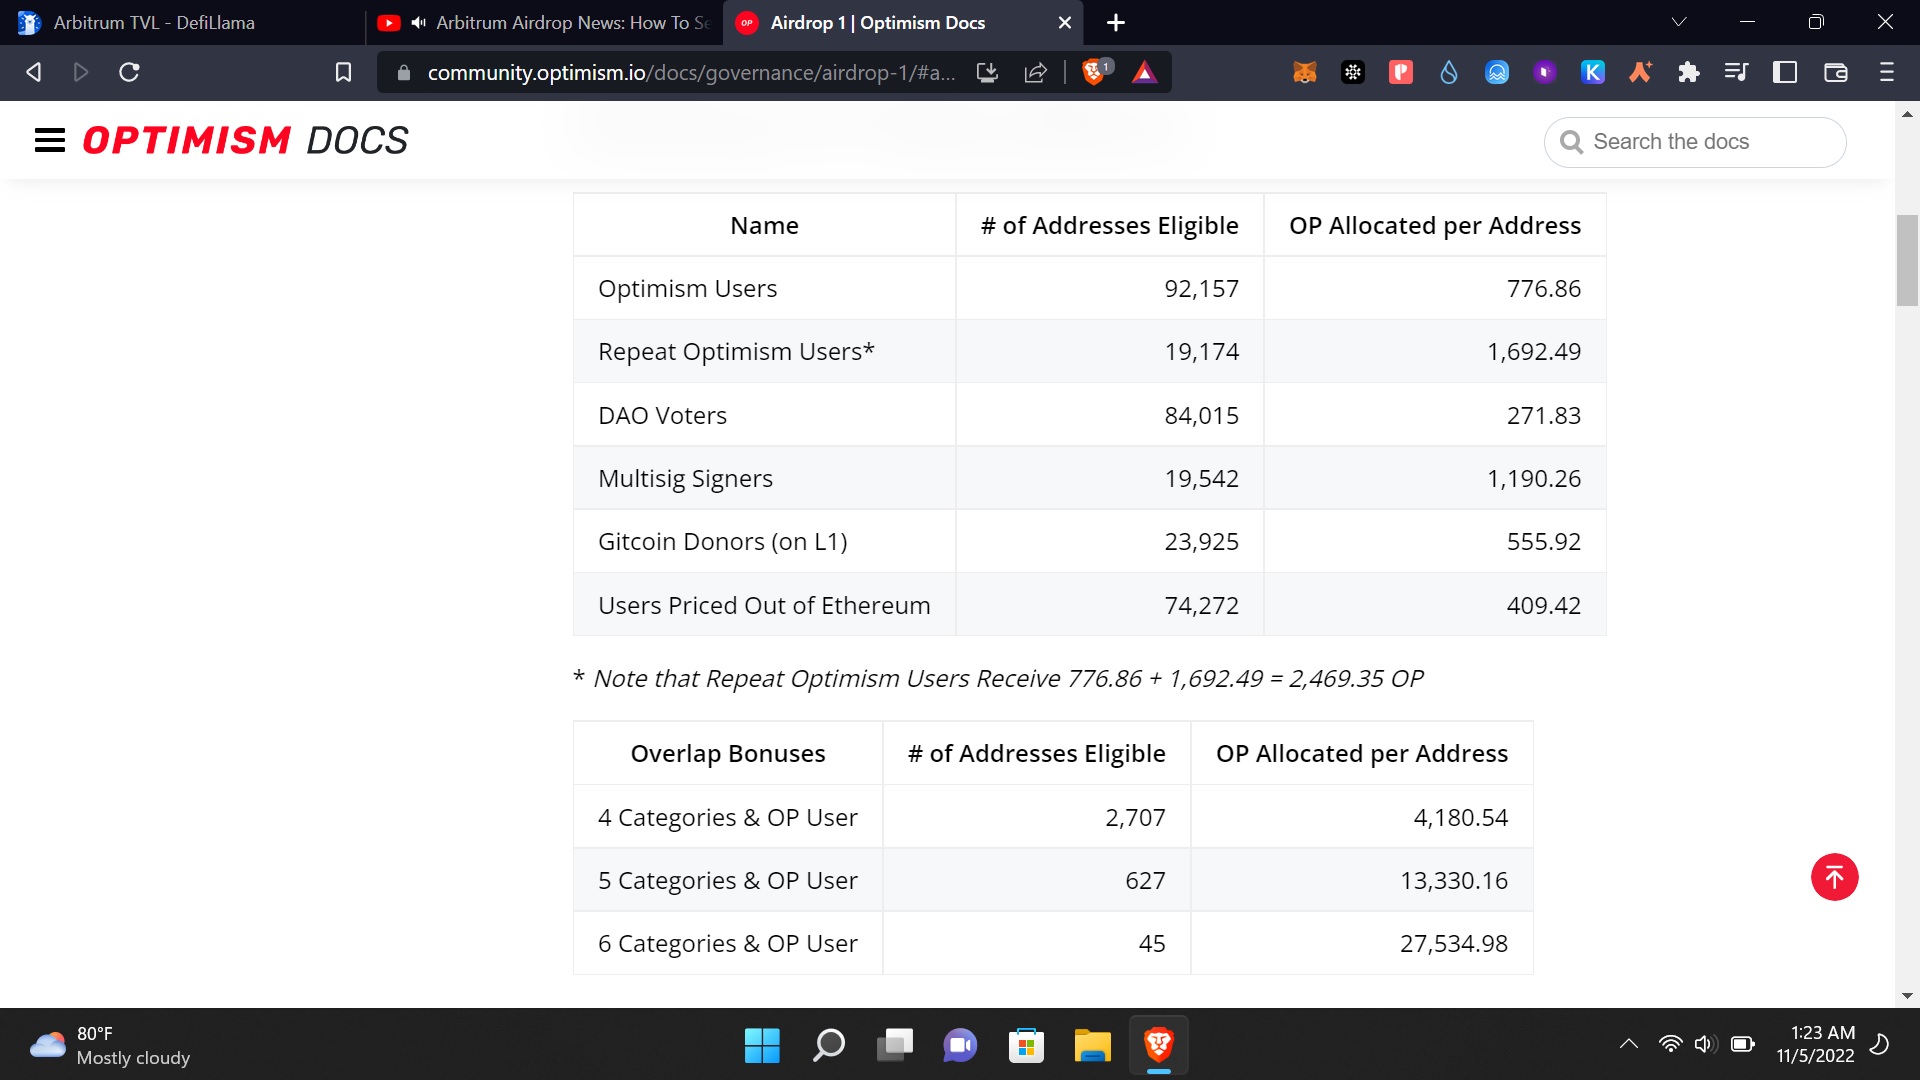 Arbitrum TVL - DefiLlama
Arbitrum Airdrop News: How To Se
OP Airdrop 1 | Optimism Docs
community.optimism.io/docs/governance/airdrop-1/#a...
1
P
K
OPTIMISM DOCS
Search the docs
Name # of Addresses Eligible OP Allocated per Address
Optimism Users 92,157 776.86
Repeat Optimism Users* 19,174 1,692.49
DAO Voters 84,015 271.83
Multisig Signers 19,542 1,190.26
Gitcoin Donors (on L1) 23,925 555.92
Users Priced Out of Ethereum 74,272 409.42
* Note that Repeat Optimism Users Receive 776.86 + 1,692.49 = 2,469.35 OP
Overlap Bonuses # of Addresses Eligible OP Allocated per Address
4 Categories & OP User 2,707 4,180.54
5 Categories & OP User 627 13,330.16
6 Categories & OP User 45 27,534.98
80°F
Mostly cloudy
1:23 AM
11/5/2022